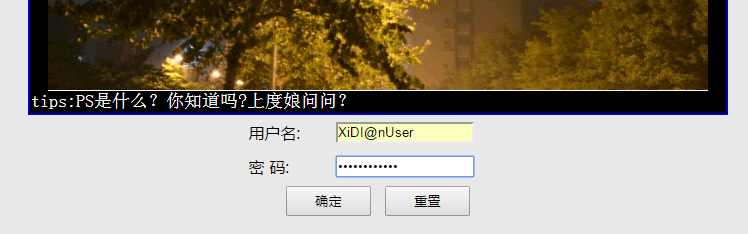 tips:PS是什么? 你知道吗?上度娘问问?
用户名: XiDI@nUser
密 码: ••••••••••••
确定 重置